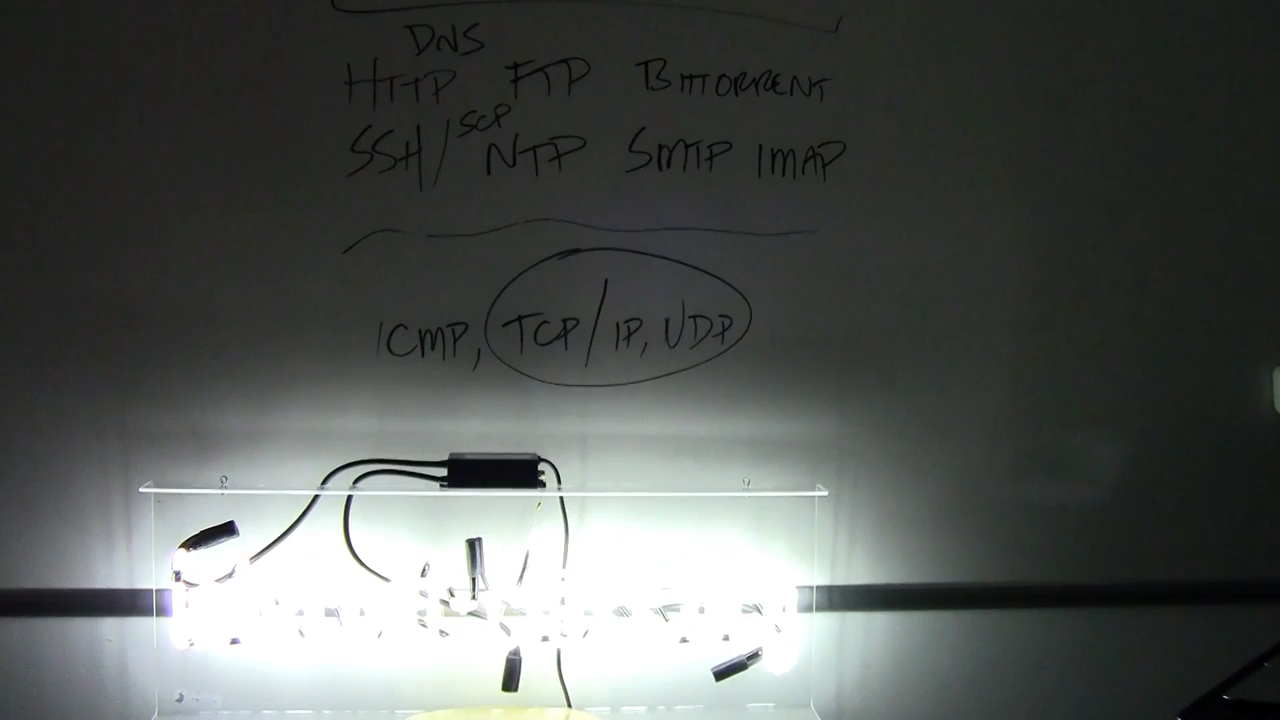 DNS
HTTP FTP BITTORRENT
SSH/SCP NTP SMTP IMAP
ICMP, TCP/IP, UDP